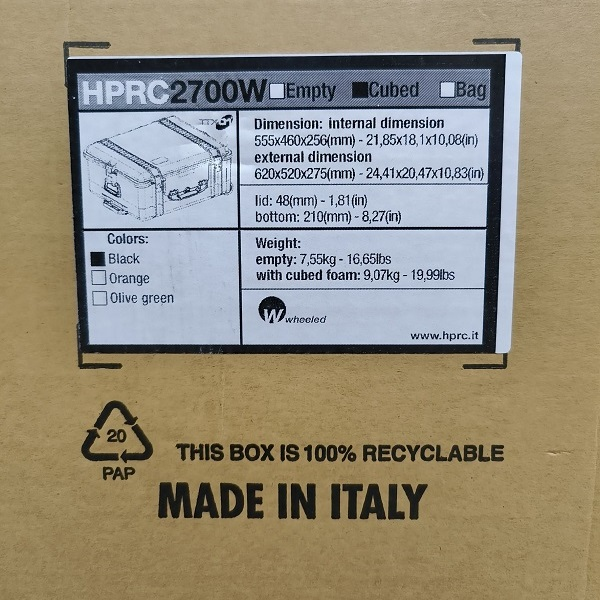 HPRC2700W Empty Cubed Bag
Dimension: internal dimension
555x460x256(mm) - 21,85x18,1x10,08(in)
external dimension
620x520x275(mm) - 24,41x20,47x10,83(in)
lid: 48(mm) - 1,81(in)
bottom: 210(mm) - 8,27(in)
Colors:
Black
Orange
Olive green
Weight:
empty: 7,55kg - 16,65lbs
with cubed foam: 9,07kg - 19,99lbs
W wheeled
www.hprc.it
20
PAP
THIS BOX IS 100% RECYCLABLE
MADE IN ITALY